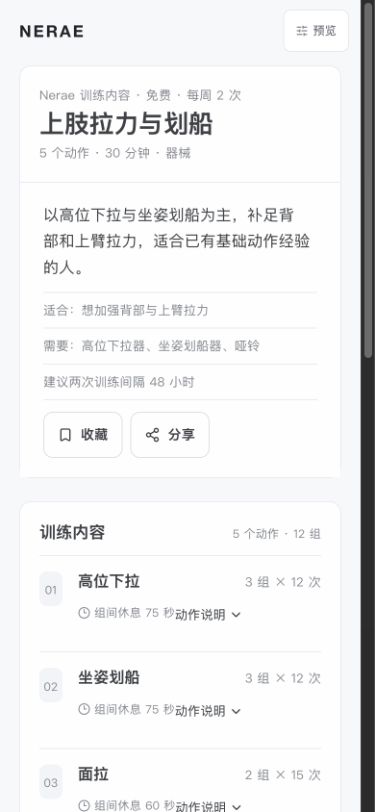 NERAE
预览
Nerae 训练内容 · 免费 · 每周 2 次
上肢拉力与划船
5 个动作 · 30 分钟 · 器械
以高位下拉与坐姿划船为主，补足背
部和上臂拉力，适合已有基础动作经验
的人。
适合：想加强背部与上臂拉力
需要：高位下拉器、坐姿划船器、哑铃
建议两次训练间隔 48 小时
收藏
分享
训练内容
5 个动作 · 12 组
01
高位下拉
3 组 × 12 次
组间休息 75 秒动作说明
02
坐姿划船
3 组 × 12 次
组间休息 75 秒动作说明
03
面拉
2 组 × 15 次
组间休息 60 秒动作说明